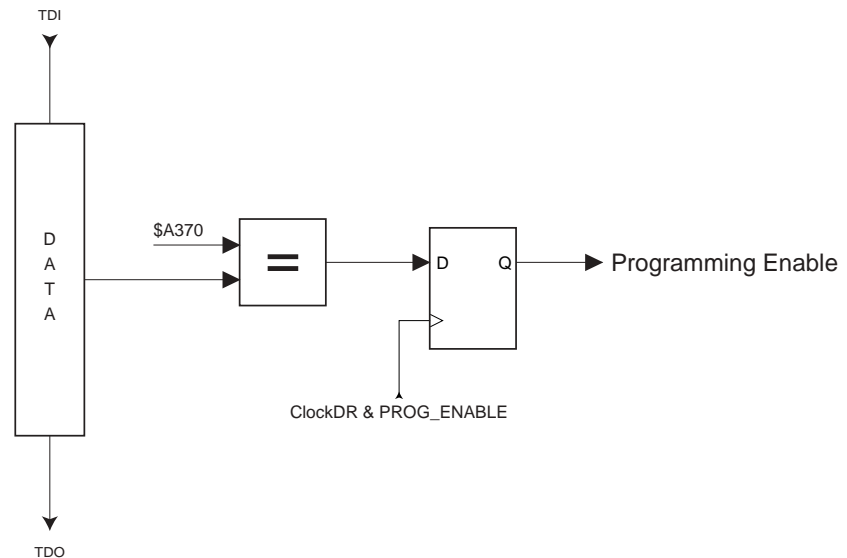 TDI
D
A
T
A
$A370
=
D
Q
Programming Enable
ClockDR & PROG_ENABLE
TDO